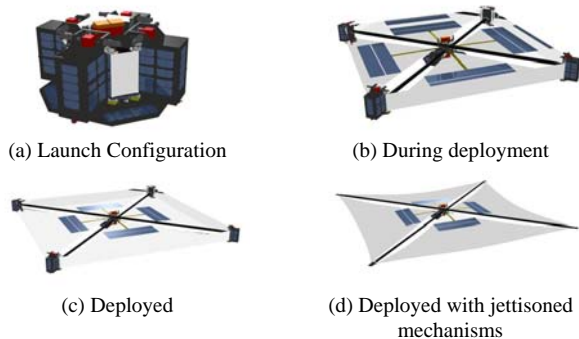 (a) Launch Configuration
(b) During deployment
(c) Deployed
(d) Deployed with jettisoned
mechanisms